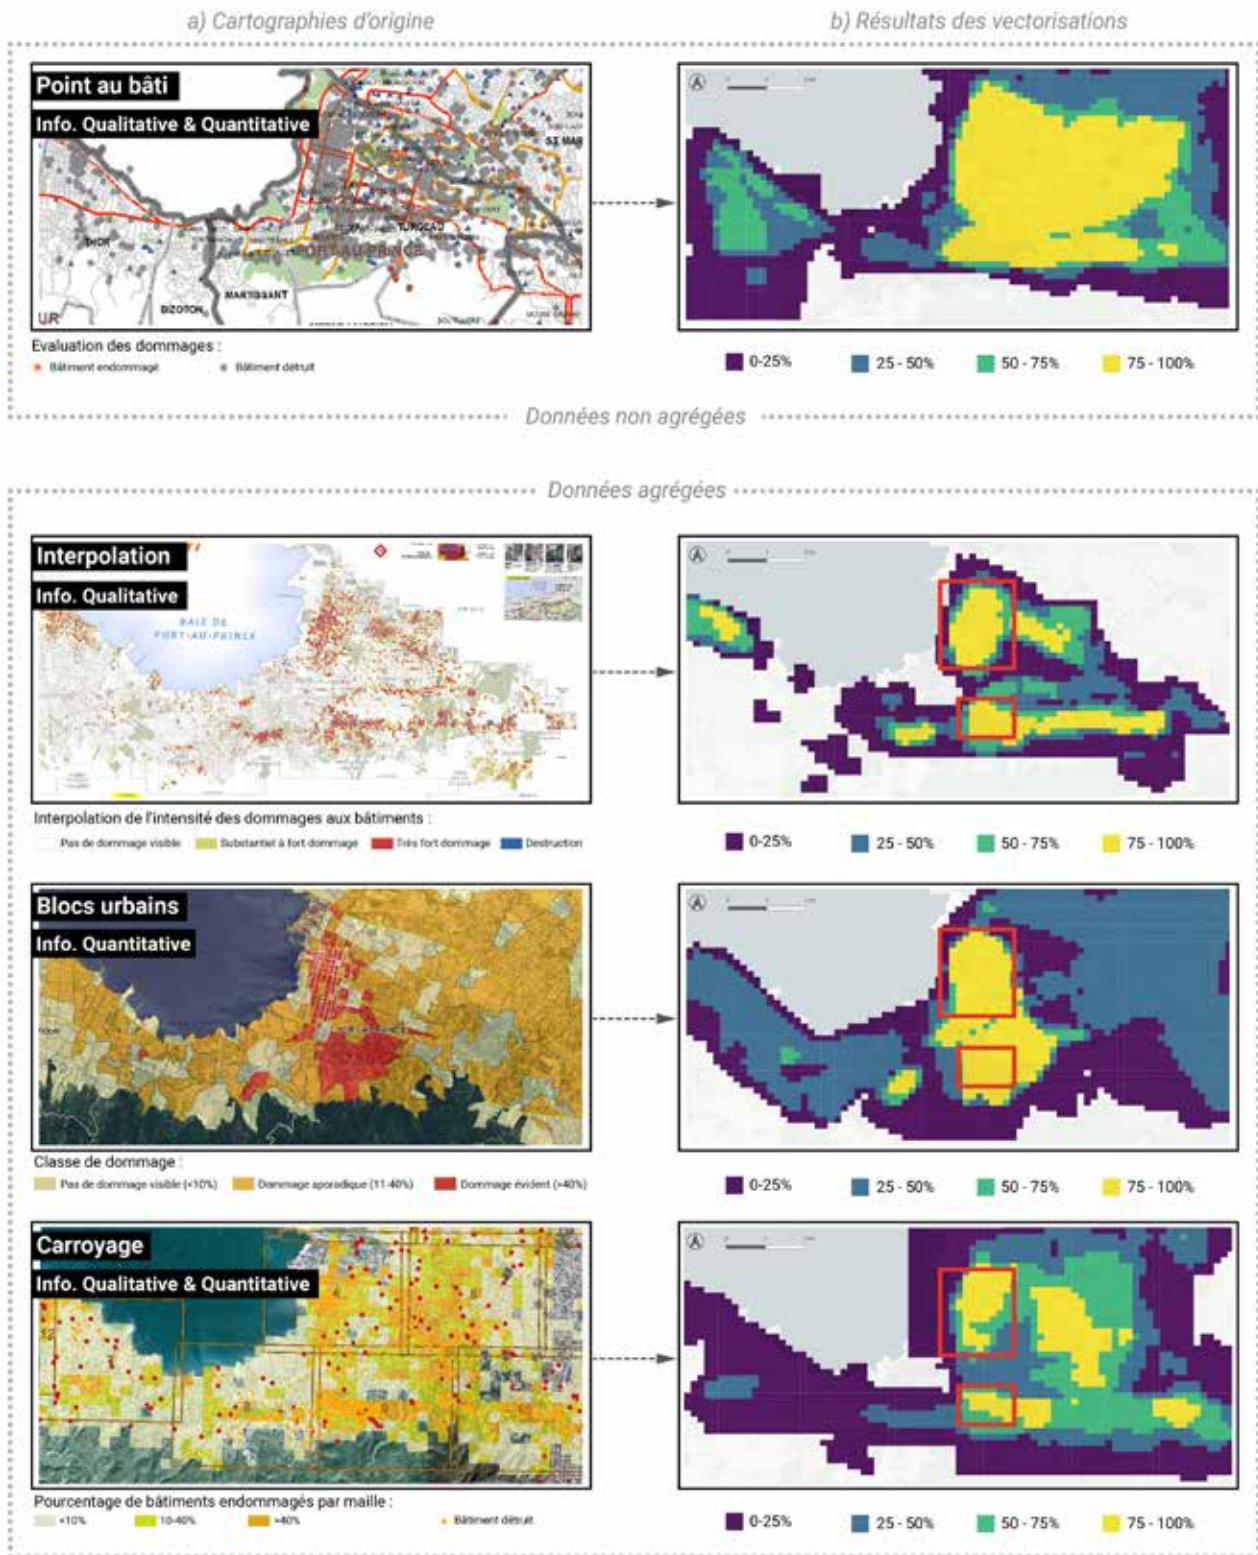 a) Cartographies d'origine
b) Résultats des vectorisations
Point au bâti
Info. Qualitative & Quantitative
ST MAR
THOR
TURGEAU
PORT-AU-PRINCE
MARTISSANT
BIZOTON
UR
Evaluation des dommages :
Bâtiment endommagé
Bâtiment détruit
0-25%
25 - 50%
50 - 75%
75 - 100%
Données non agrégées
Données agrégées
Interpolation
Info. Qualitative
BAIE DE
PORT-AU-PRINCE
Interpolation de l'intensité des dommages aux bâtiments :
Pas de dommage visible
Substantiel à fort dommage
Très fort dommage
Destruction
0-25%
25 - 50%
50 - 75%
75 - 100%
Blocs urbains
Info. Quantitative
Classe de dommage :
Pas de dommage visible (<10%)
Dommage sporadique (11-40%)
Dommage évident (>40%)
0-25%
25 - 50%
50 - 75%
75 - 100%
Carroyage
Info. Qualitative & Quantitative
Pourcentage de bâtiments endommagés par maille :
<10%
10-40%
>40%
Bâtiment détruit
0-25%
25 - 50%
50 - 75%
75 - 100%